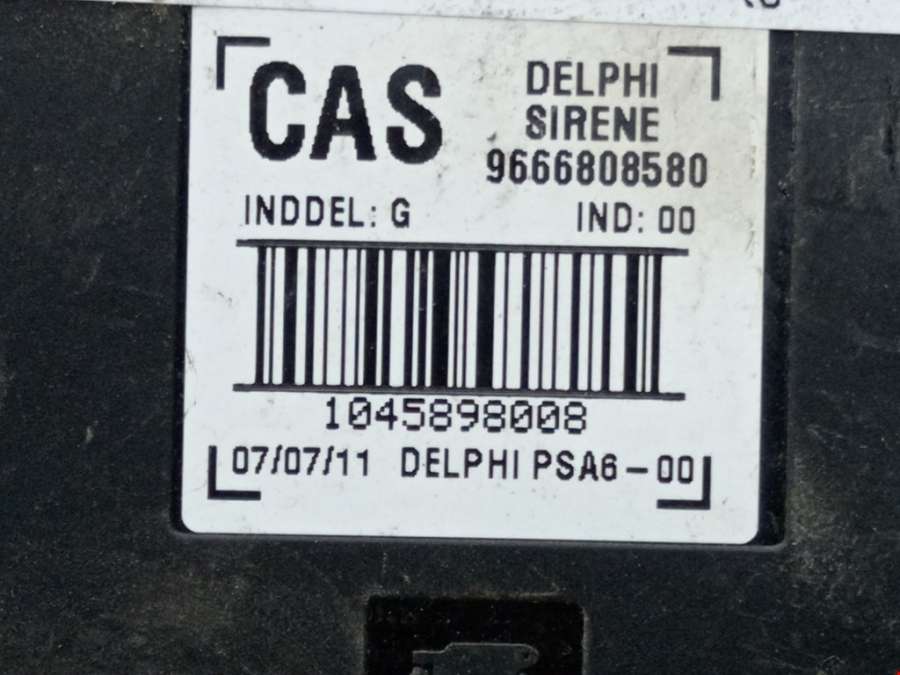 CAS
DELPHI
SIRENE
9666808580
INDDEL: G
IND: 00
1045898008
07/07/11 DELPHI PSA6-00